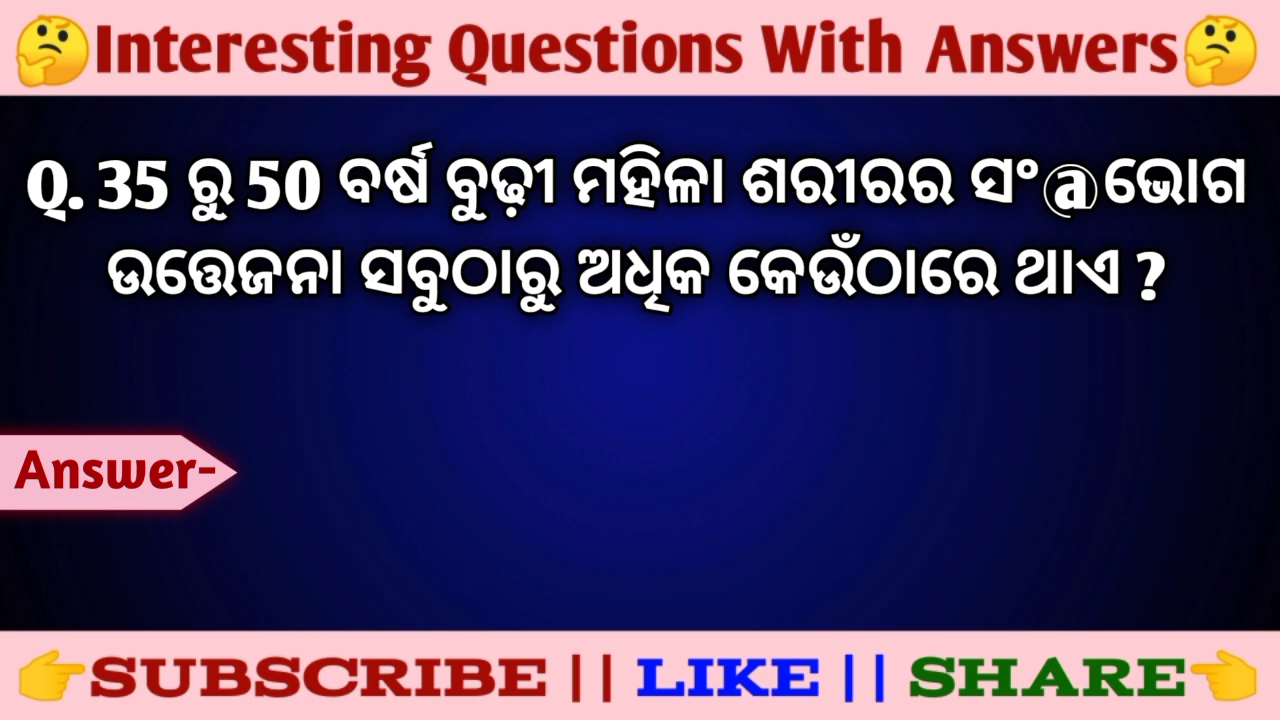 🤔Interesting Questions With Answers🤔
Q. 35 ରୁ 50 ବର୍ଷ ବୁଢ଼ୀ ମହିଳା ଶରୀରର ସଂ@ଭୋଗ
ଉତ୍ତେଜନା ସବୁଠାରୁ ଅଧିକ କେଉଁଠାରେ ଥାଏ ?
Answer-
👉SUBSCRIBE || LIKE || SHARE👈